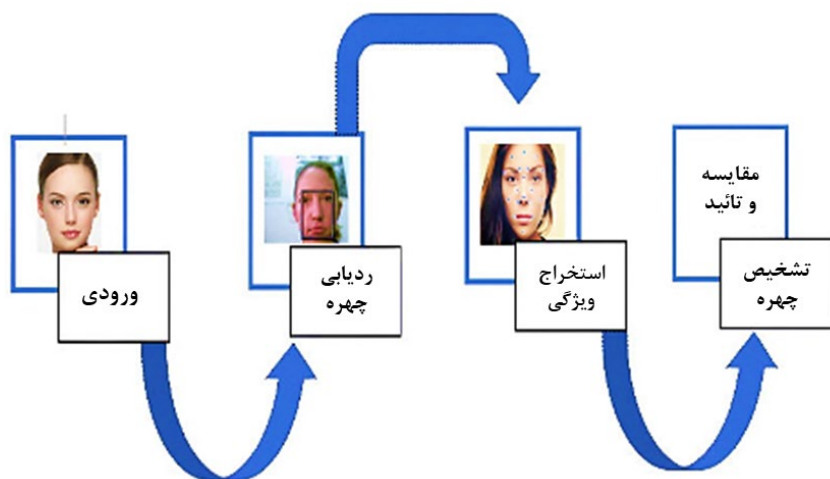 ورودی
ردیابی
چهره
استخراج
ویژگی
مقایسه
و تائید
تشخیص
چهره